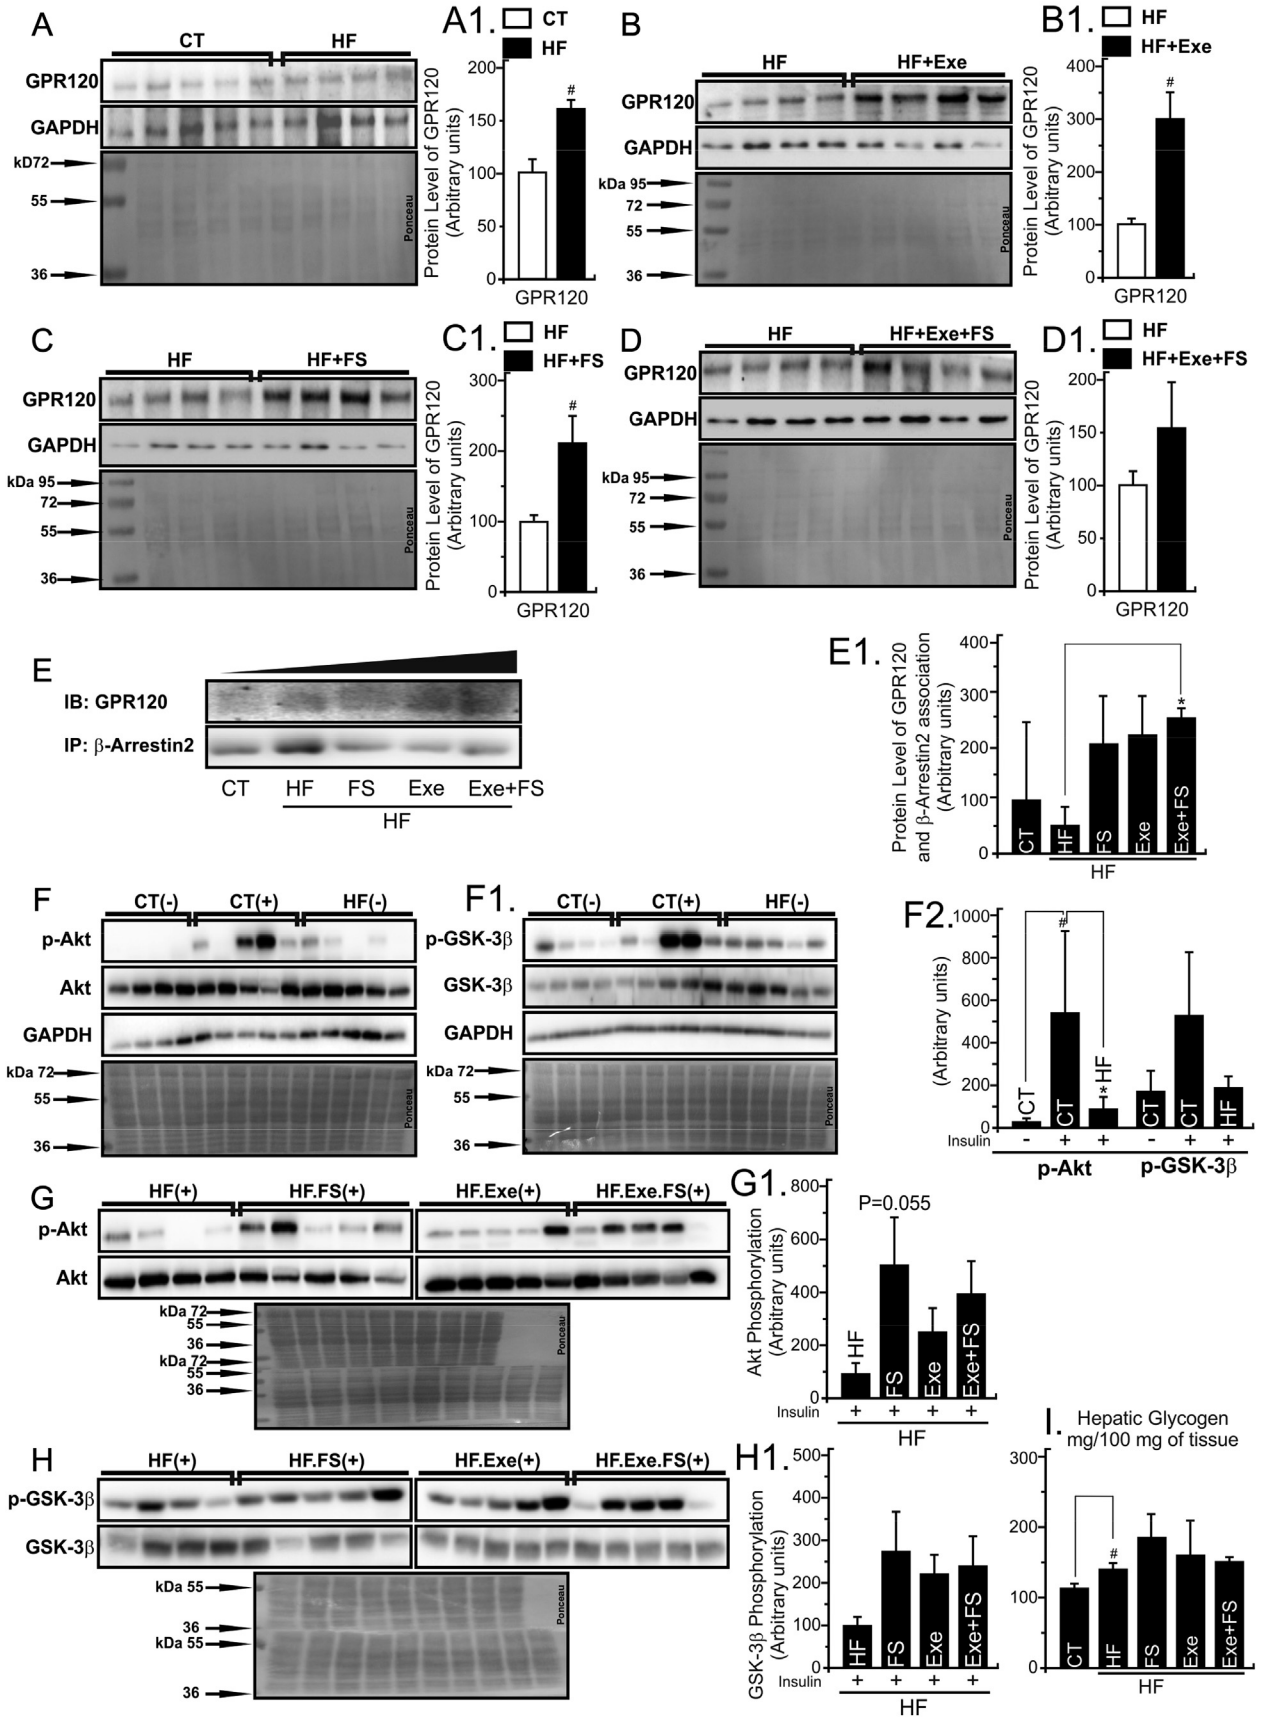 A
CT HF
GPR120
GAPDH
kD72
55
36
Ponceau
A1.
CT
HF
Protein Level of GPR120
(Arbitrary units)
200
150
100
50
0
#
GPR120
B
HF HF+Exe
GPR120
GAPDH
kDa 95
72
55
36
Ponceau
B1.
HF
HF+Exe
Protein Level of GPR120
(Arbitrary units)
400
300
200
100
0
#
GPR120
C
HF HF+FS
GPR120
GAPDH
kDa 95
72
55
36
Ponceau
C1.
HF
HF+FS
Protein Level of GPR120
(Arbitrary units)
300
200
100
0
#
GPR120
D
HF HF+Exe+FS
GPR120
GAPDH
kDa 95
72
55
36
Ponceau
D1.
HF
HF+Exe+FS
Protein Level of GPR120
(Arbitrary units)
200
150
100
50
0
GPR120
E
IB: GPR120
IP: β-Arrestin2
CT HF FS Exe Exe+FS
HF
E1.
Protein Level of GPR120
and β-Arrestin2 association
(Arbitrary units)
400
300
200
100
0
*
CT HF FS Exe Exe+FS
HF
F
CT(-) CT(+) HF(-)
p-Akt
Akt
GAPDH
kDa 72
55
36
Ponceau
F1.
CT(-) CT(+) HF(-)
p-GSK-3β
GSK-3β
GAPDH
kDa 72
55
36
Ponceau
F2.
(Arbitrary units)
1000
800
600
400
200
0
#
CT CT * HF CT CT HF
Insulin - + + - + +
p-Akt p-GSK-3β
G
HF(+) HF.FS(+) HF.Exe(+) HF.Exe.FS(+)
p-Akt
Akt
kDa 72
55
36
kDa 72
55
36
Ponceau
G1.
Akt Phosphorylation
(Arbitrary units)
800
600
400
200
0
P=0.055
HF FS Exe Exe+FS
Insulin + + + +
HF
H
HF(+) HF.FS(+) HF.Exe(+) HF.Exe.FS(+)
p-GSK-3β
GSK-3β
kDa 55
36
kDa 55
36
Ponceau
H1.
GSK-3β Phosphorylation
(Arbitrary units)
500
400
300
200
100
0
HF FS Exe Exe+FS
Insulin + + + +
HF
I.
Hepatic Glycogen
mg/100 mg of tissue
300
200
100
0
#
CT HF FS Exe Exe+FS
HF